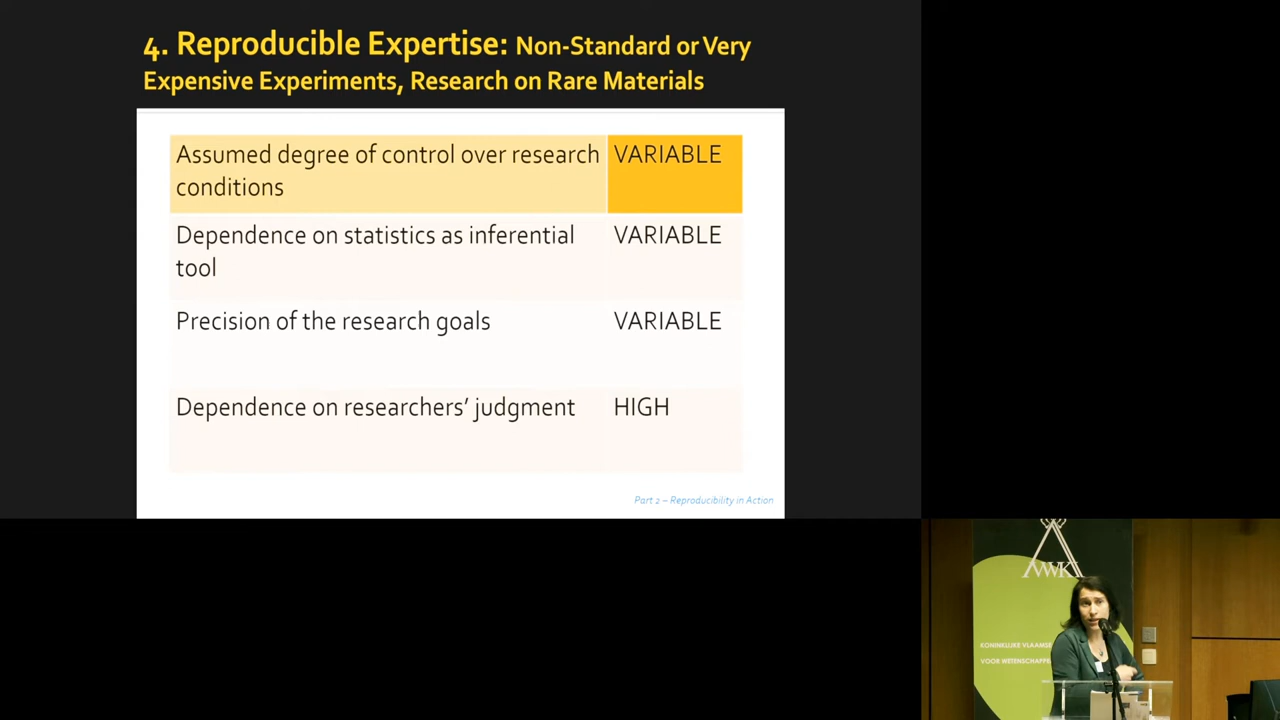 4. Reproducible Expertise: Non-Standard or Very
Expensive Experiments, Research on Rare Materials
Assumed degree of control over research
conditions
VARIABLE
Dependence on statistics as inferential
tool
VARIABLE
Precision of the research goals
VARIABLE
Dependence on researchers’ judgment
HIGH
Part 2 – Reproducibility in Action
KONINKLIJKE
VOOR